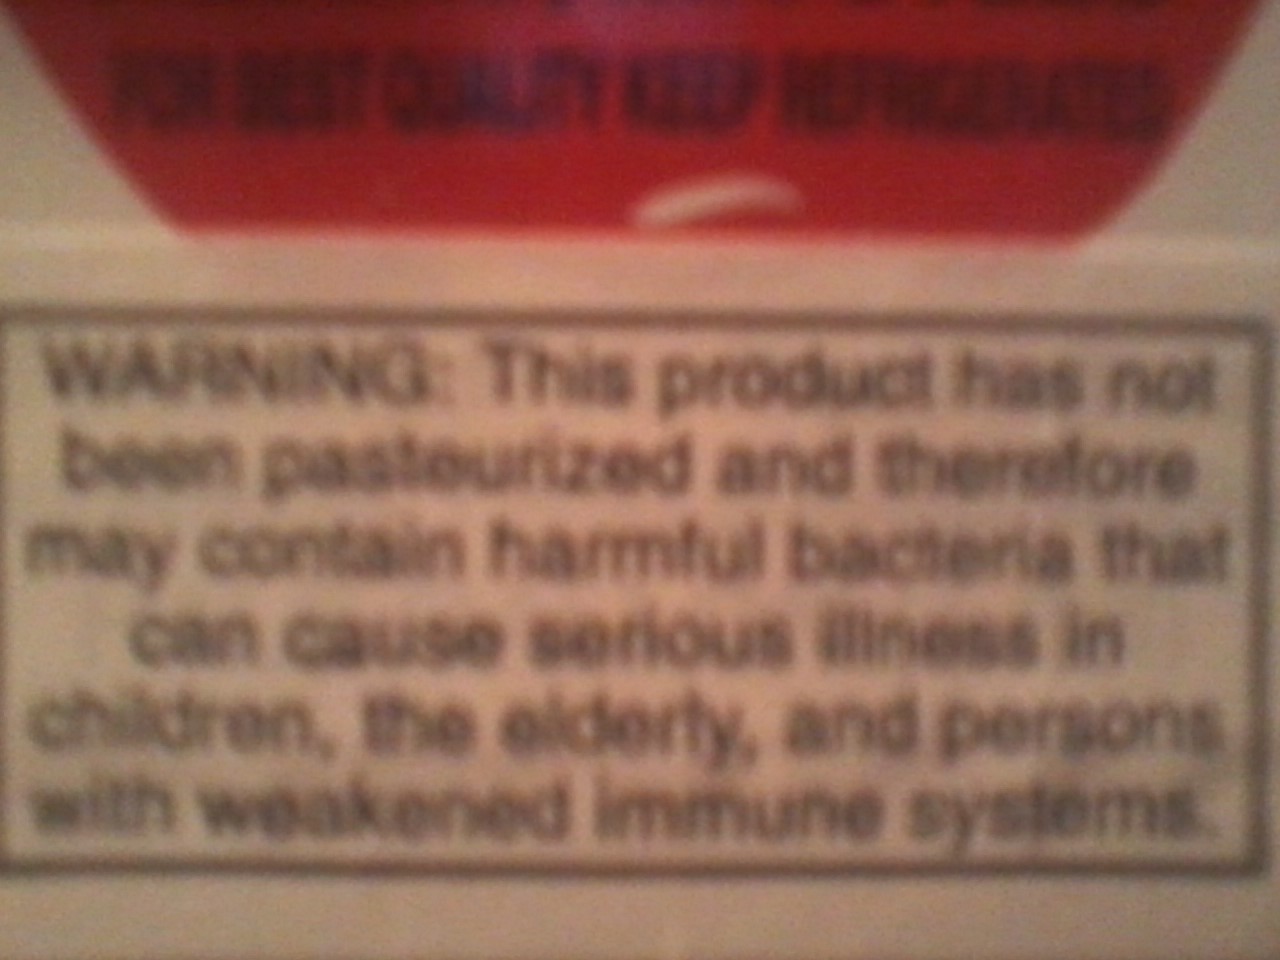 FOR BEST QUALITY KEEP REFRIGERATED
WARNING: This product has not
been pasteurized and therefore
may contain harmful bacteria that
can cause serious illness in
children, the elderly, and persons
with weakened immune systems.